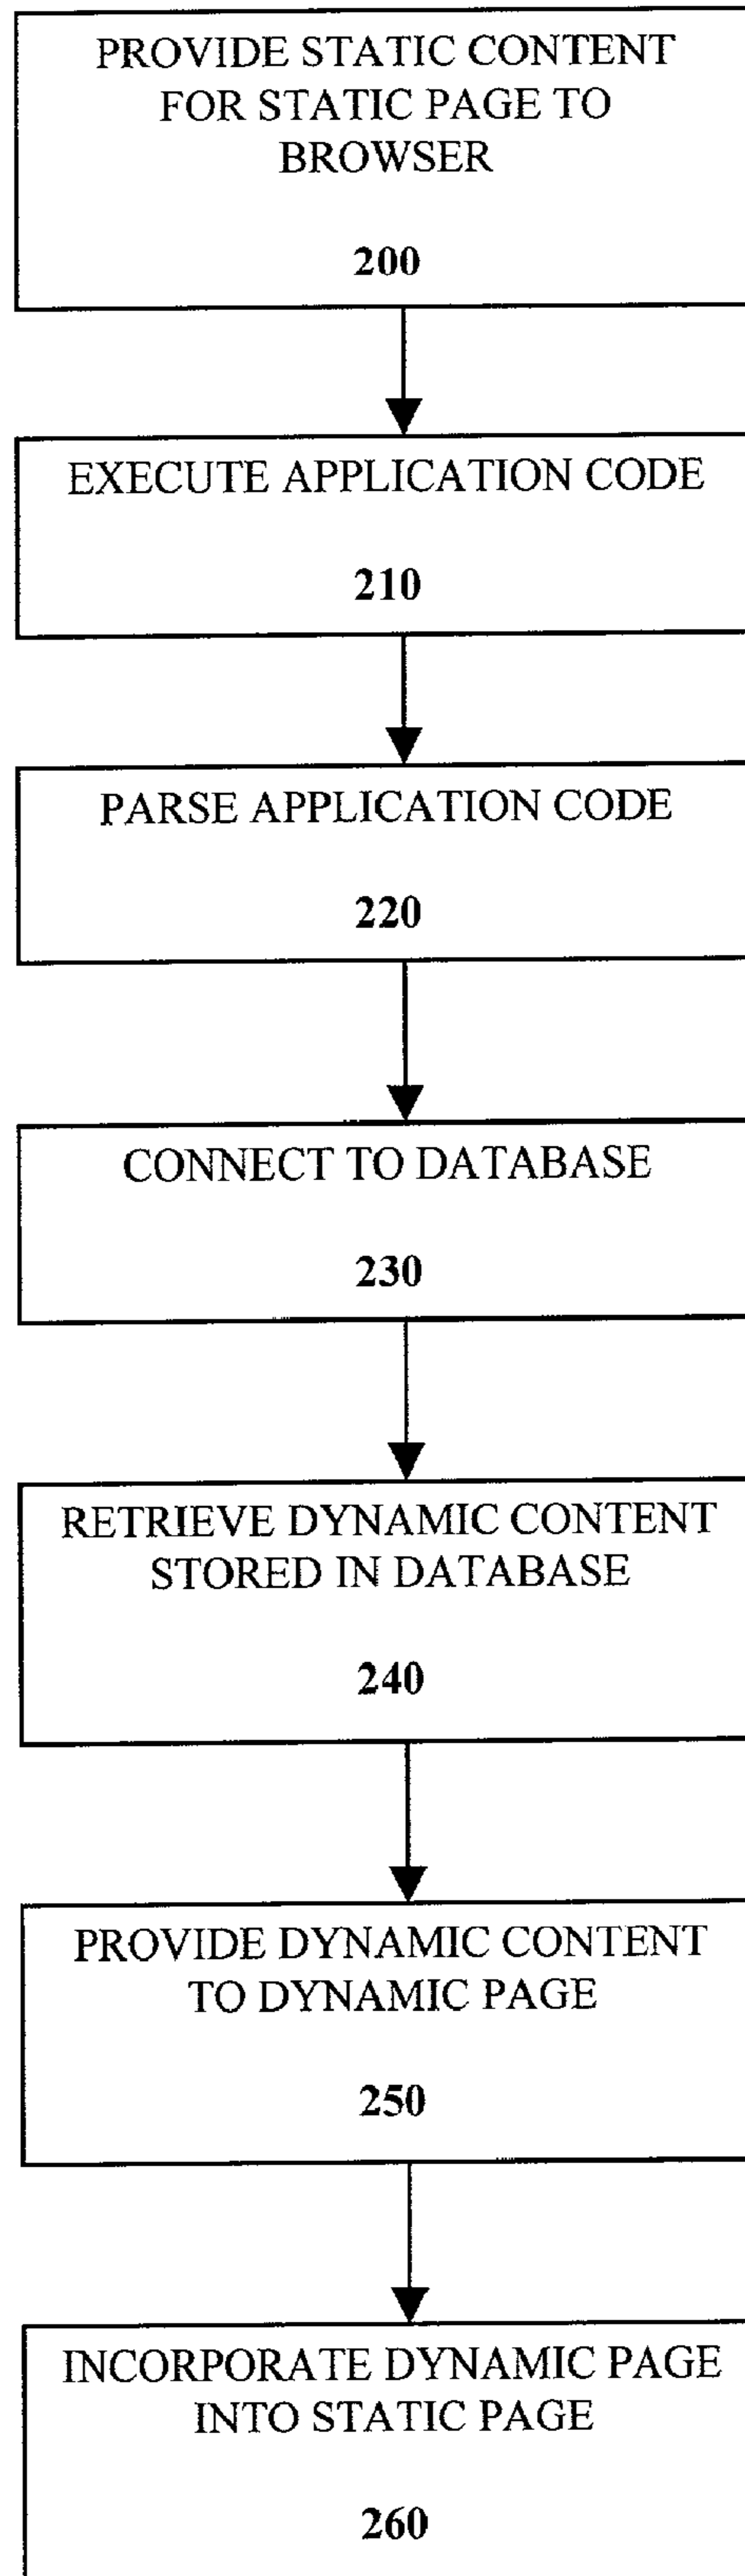 PROVIDE STATIC CONTENT
FOR STATIC PAGE TO
BROWSER
200
EXECUTE APPLICATION CODE
210
PARSE APPLICATION CODE
220
CONNECT TO DATABASE
230
RETRIEVE DYNAMIC CONTENT
STORED IN DATABASE
240
PROVIDE DYNAMIC CONTENT
TO DYNAMIC PAGE
250
INCORPORATE DYNAMIC PAGE
INTO STATIC PAGE
260